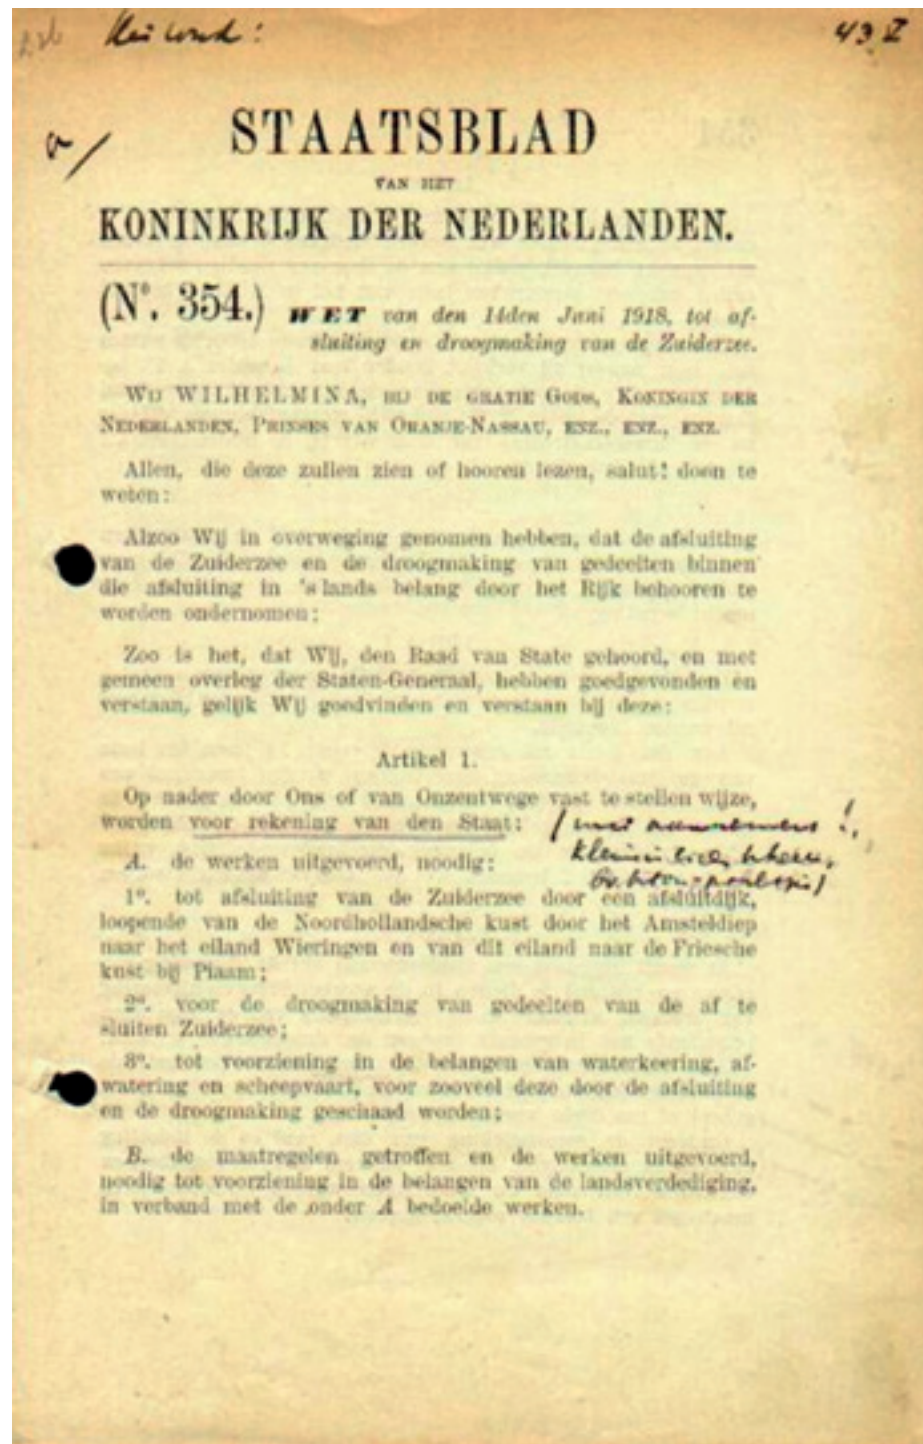 43 Z
STAATSBLAD
VAN HET
KONINKRIJK DER NEDERLANDEN.
(N°. 354.) WET van den 14den Juni 1918, tot af-
sluiting en droogmaking van de Zuiderzee.
WIJ WILHELMINA, BIJ DE GRATIE GODS, KONINGIN DER
NEDERLANDEN, PRINSES VAN ORANJE-NASSAU, ENZ., ENZ., ENZ.
Allen, die deze zullen zien of hooren lezen, salut! doen te
weten:
Alzoo Wij in overweging genomen hebben, dat de afsluiting
van de Zuiderzee en de droogmaking van gedeelten binnen
die afsluiting in 's lands belang door het Rijk behooren te
worden ondernomen;
Zoo is het, dat Wij, den Raad van State gehoord, en met
gemeen overleg der Staten-Generaal, hebben goedgevonden en
verstaan, gelijk Wij goedvinden en verstaan bij deze:
Artikel 1.
Op nader door Ons of van Onzentwege vast te stellen wijze,
worden voor rekening van den Staat:
A. de werken uitgevoerd, noodig:
1°. tot afsluiting van de Zuiderzee door een afsluitdijk,
loopende van de Noordhollandsche kust door het Amsteldiep
naar het eiland Wieringen en van dit eiland naar de Friesche
kust bij Piaam;
2°. voor de droogmaking van gedeelten van de af te
sluiten Zuiderzee;
3°. tot voorziening in de belangen van waterkeering, af-
watering en scheepvaart, voor zooveel deze door de afsluiting
en de droogmaking geschaad worden;
B. de maatregelen getroffen en de werken uitgevoerd,
noodig tot voorziening in de belangen van de landsverdediging,
in verband met de onder A bedoelde werken.